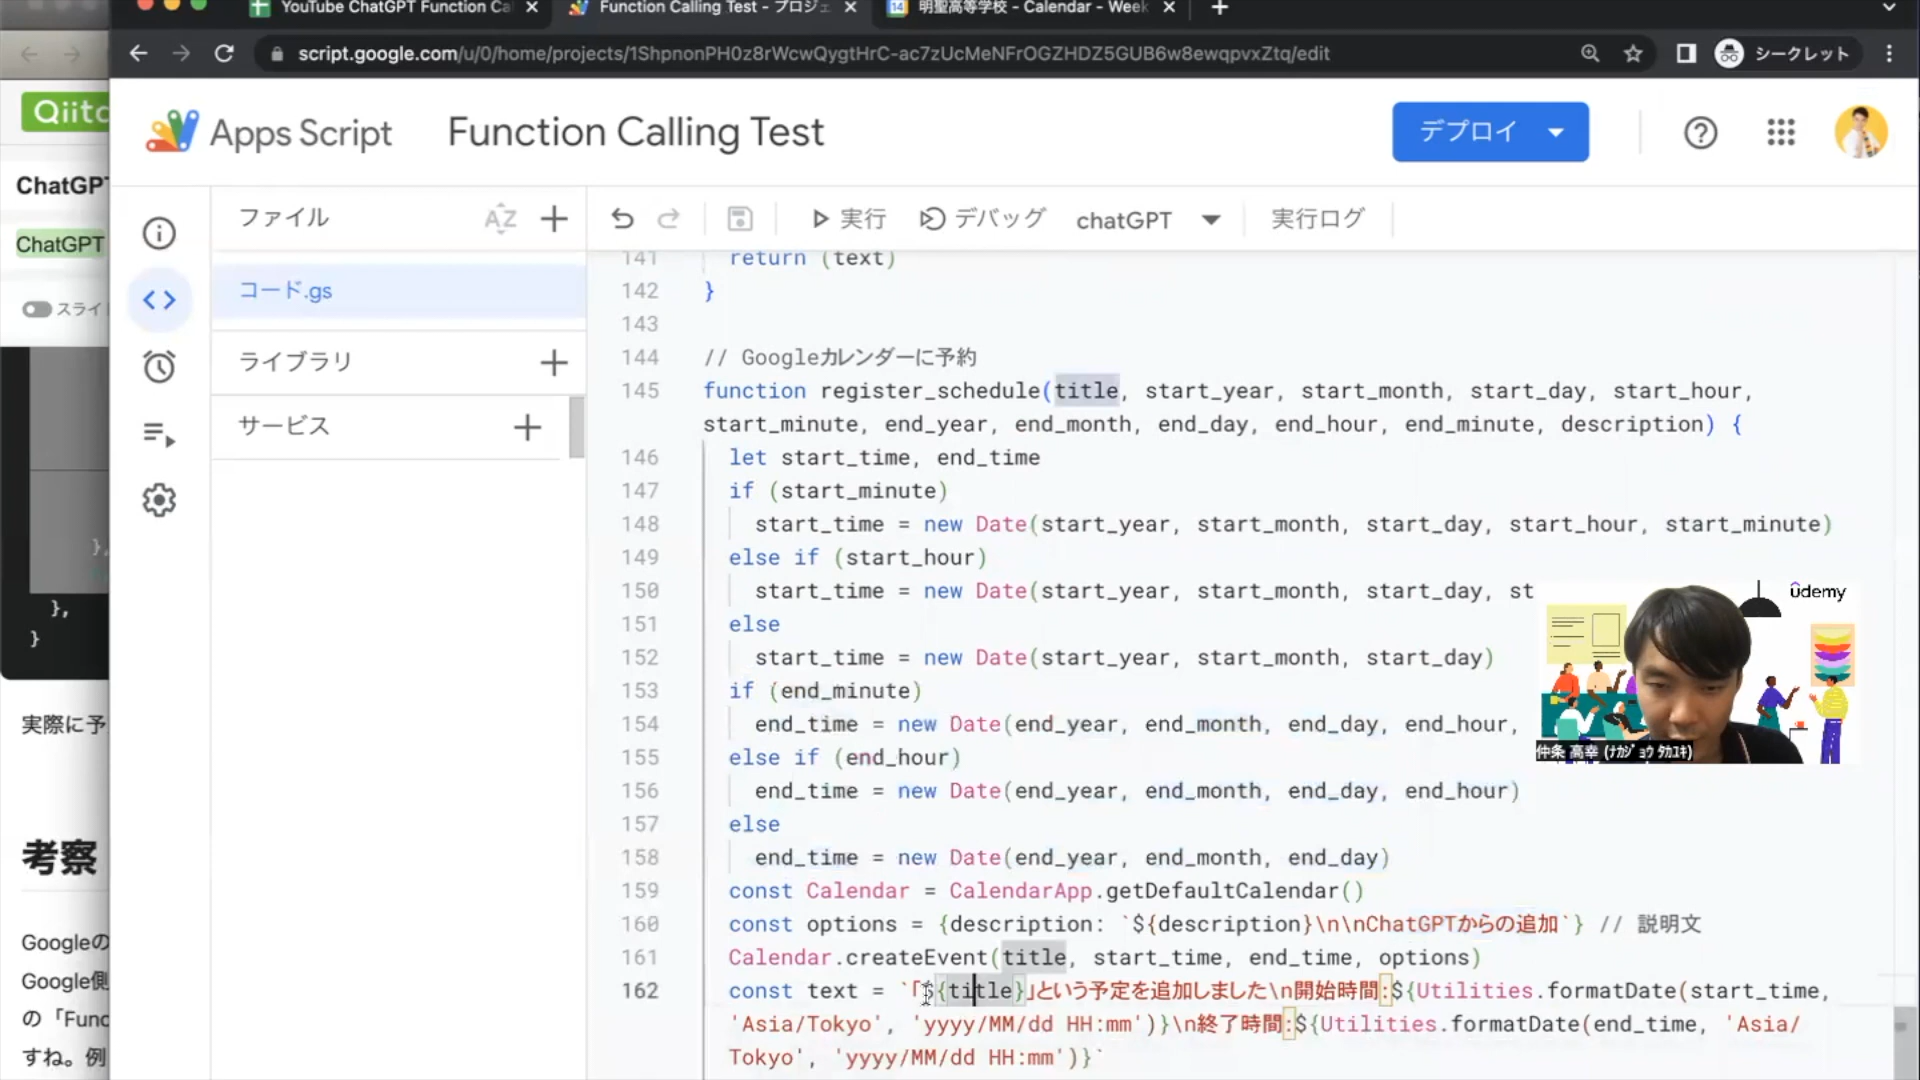 YouTube ChatGPT Function Cal
Function Calling Test - プロジェ
14
明聖高等学校 - Calendar - Week
script.google.com/u/0/home/projects/1ShpnonPH0z8rWcwQygtHrC-ac7zUcMeNFrOGZHDZ5GUB6w8ewqpvxZtq/edit
シークレット
Qiita
Apps Script
Function Calling Test
デプロイ
ChatGPT
ファイル
AZ
実行
デバッグ
chatGPT
実行ログ
ChatGPT
コード.gs
スライ
ライブラリ
サービス
},
},
}
実際に予
考察
Googleの
Google側
の「Func
すね。例
141 return (text)
142 }
143
144 // Googleカレンダーに予約
145 function register_schedule(title, start_year, start_month, start_day, start_hour,
start_minute, end_year, end_month, end_day, end_hour, end_minute, description) {
146 let start_time, end_time
147 if (start_minute)
148 start_time = new Date(start_year, start_month, start_day, start_hour, start_minute)
149 else if (start_hour)
150 start_time = new Date(start_year, start_month, start_day, st
151 else
152 start_time = new Date(start_year, start_month, start_day)
153 if (end_minute)
154 end_time = new Date(end_year, end_month, end_day, end_hour,
155 else if (end_hour)
156 end_time = new Date(end_year, end_month, end_day, end_hour)
157 else
158 end_time = new Date(end_year, end_month, end_day)
159 const Calendar = CalendarApp.getDefaultCalendar()
160 const options = {description: `${description}\n\nChatGPTからの追加`} // 説明文
161 Calendar.createEvent(title, start_time, end_time, options)
162 const text = `「${title}」という予定を追加しました\n開始時間:${Utilities.formatDate(start_time,
'Asia/Tokyo', 'yyyy/MM/dd HH:mm')}\n終了時間:${Utilities.formatDate(end_time, 'Asia/
Tokyo', 'yyyy/MM/dd HH:mm')}`
ûdemy
仲条 高幸 (ナカジョウ タカユキ)